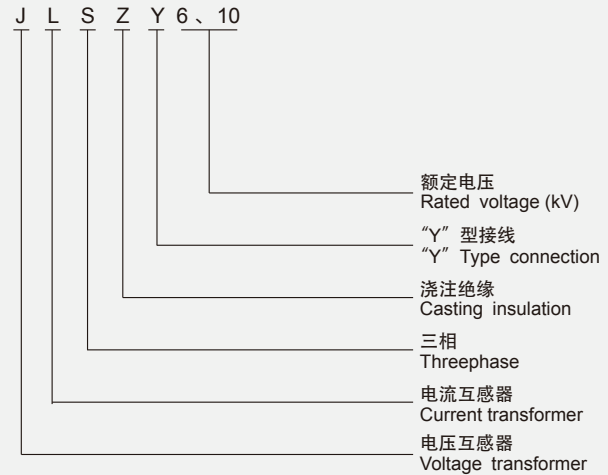 J L S Z Y 6 、 10
额定电压
Rated voltage (kV)
“Y” 型接线
“Y” Type connection
浇注绝缘
Casting insulation
三相
Threephase
电流互感器
Current transformer
电压互感器
Voltage transformer